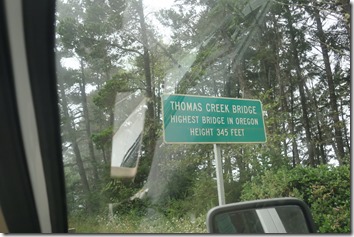 THOMAS CREEK BRIDGE
HIGHEST BRIDGE IN OREGON
HEIGHT 345 FEET